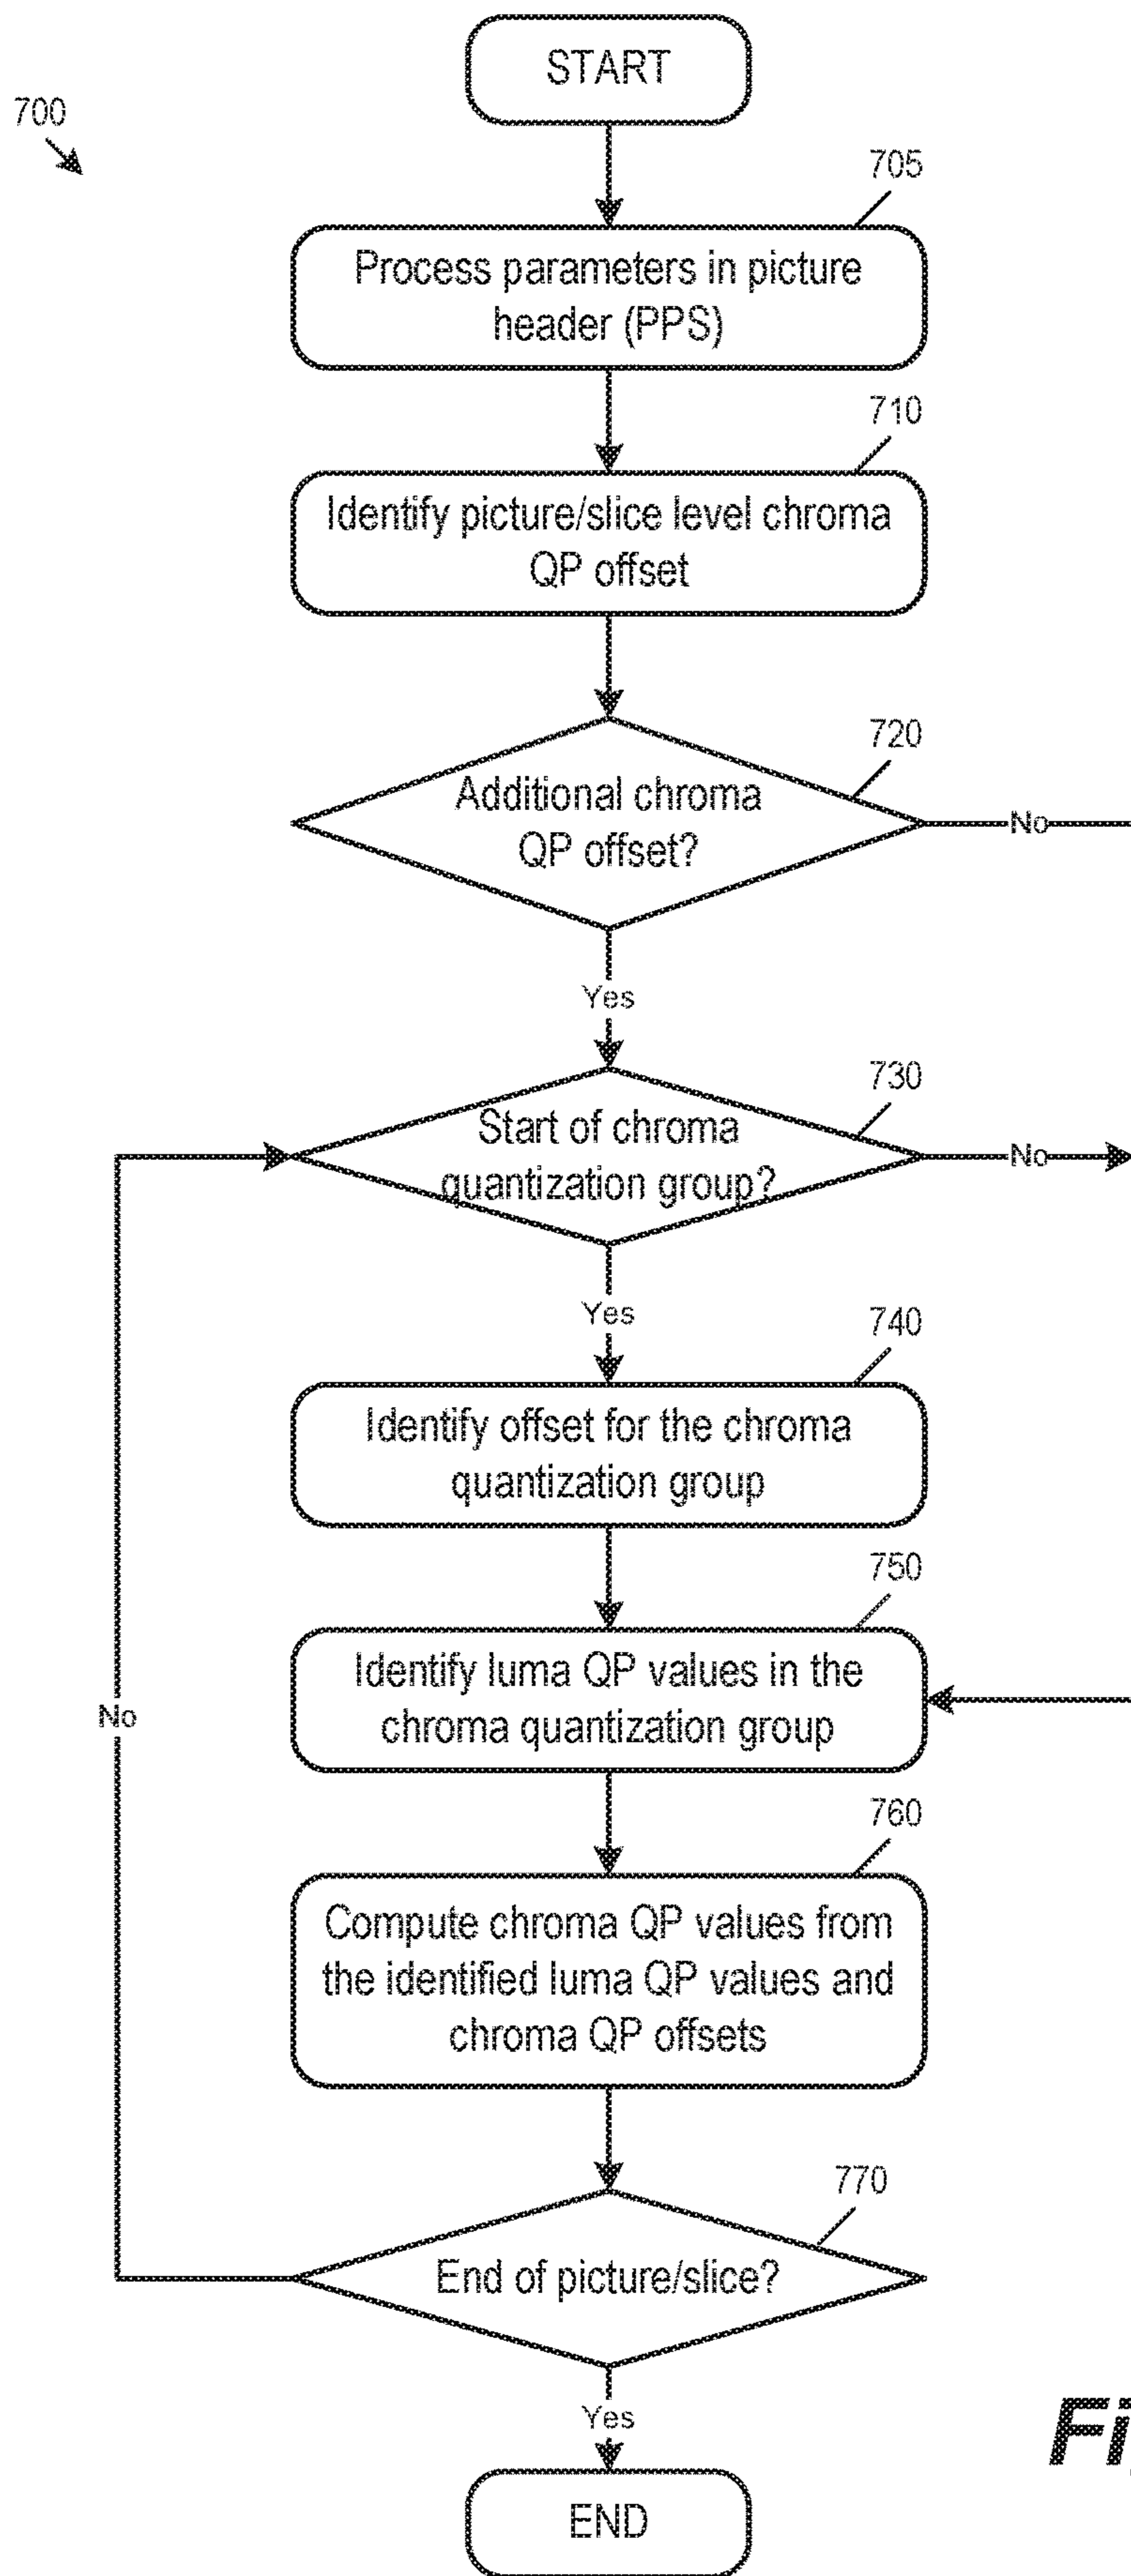 START
700
705
Process parameters in picture
header (PPS)
710
Identify picture/slice level chroma
QP offset
720
Additional chroma
QP offset?
No
Yes
730
Start of chroma
quantization group?
No
Yes
740
Identify offset for the chroma
quantization group
750
Identify luma QP values in the
chroma quantization group
No
760
Compute chroma QP values from
the identified luma QP values and
chroma QP offsets
770
End of picture/slice?
Yes
END